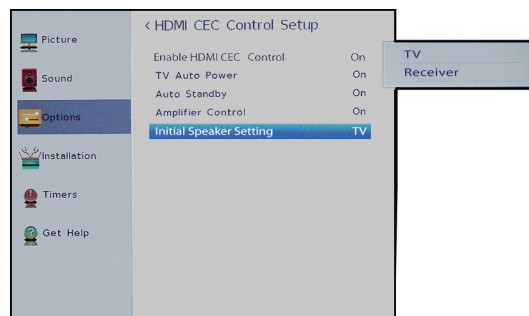 < HDMI CEC Control Setup
Picture
Sound
Options
Installation
Timers
Get Help
Enable HDMI CEC Control On
TV Auto Power On
Auto Standby On
Amplifier Control On
Initial Speaker Setting TV
TV
Receiver